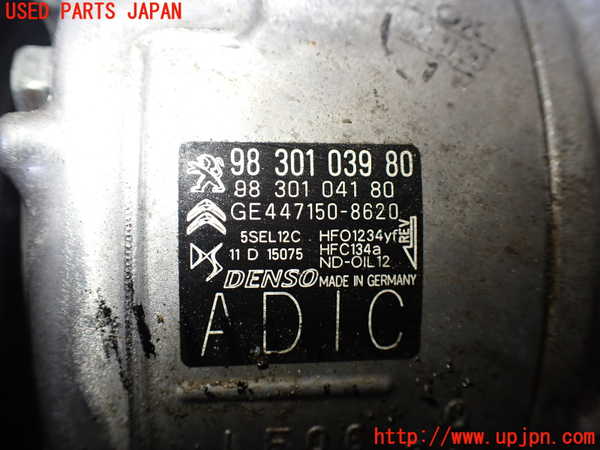 USED PARTS JAPAN
98 301 039 80
98 301 041 80
GE447150-8620
5SEL12C HFO1234yf
11 D 15075 HFC134a
ND-OIL12
REV
DENSO MADE IN GERMANY
ADIC
http://www.upjpn.com/